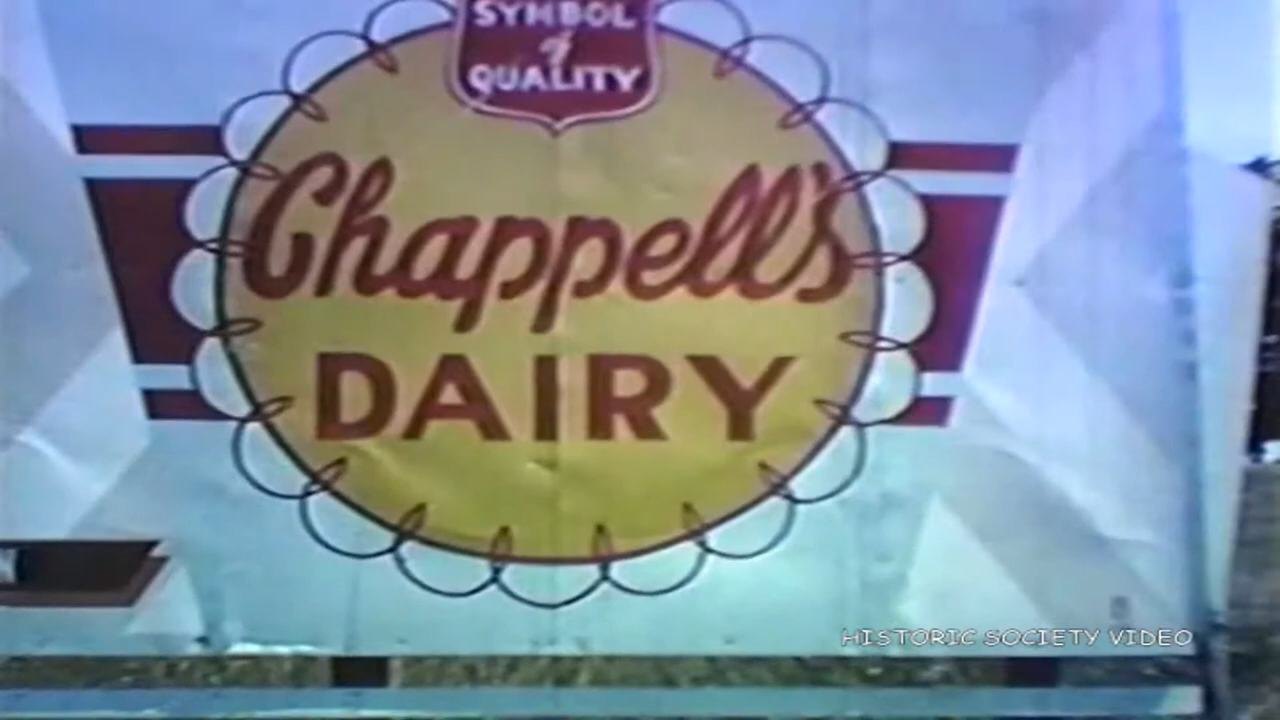 SYMBOL
of
QUALITY
Chappell's
DAIRY
HISTORIC SOCIETY VIDEO